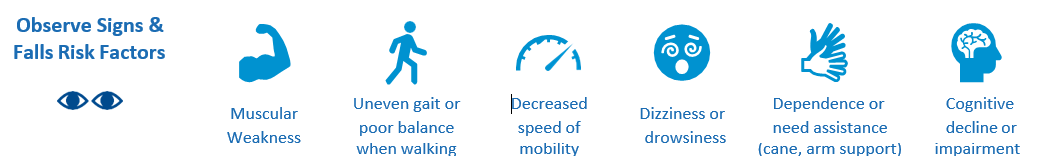 Observe Signs &
Falls Risk Factors
Muscular
Weakness
Uneven gait or
poor balance
when walking
Decreased
speed of
mobility
Dizziness or
drowsiness
Dependence or
need assistance
(cane, arm support)
Cognitive
decline or
impairment